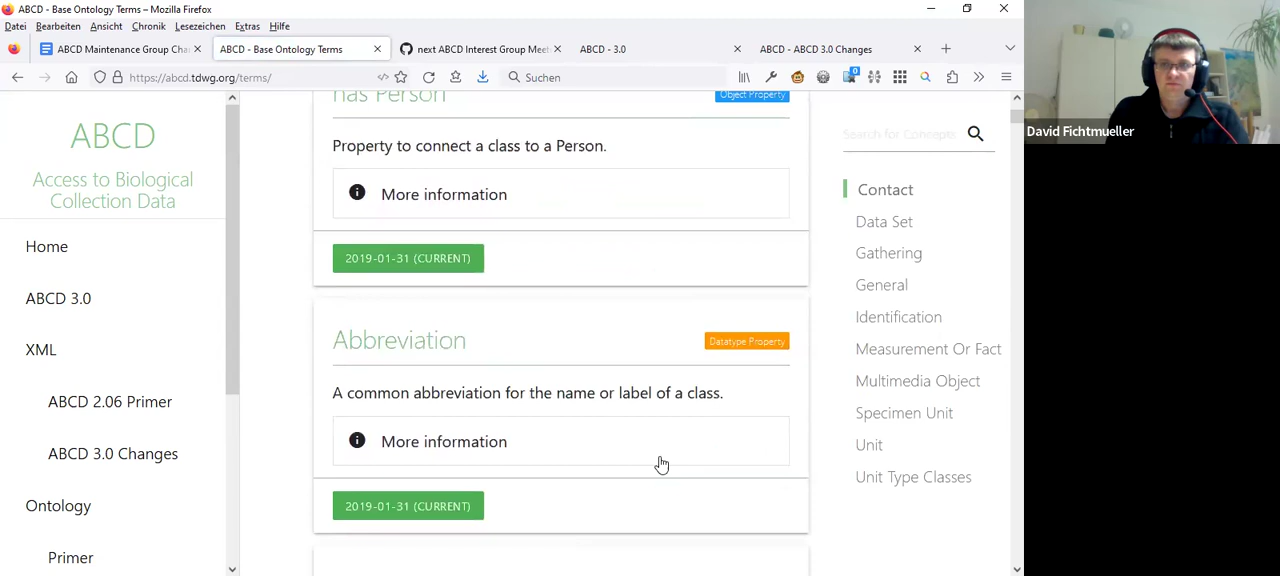 ABCD - Base Ontology Terms – Mozilla Firefox
Datei Bearbeiten Ansicht Chronik Lesezeichen Extras Hilfe
ABCD Maintenance Group Cha
ABCD - Base Ontology Terms
next ABCD Interest Group Meet
ABCD - 3.0
ABCD - ABCD 3.0 Changes
https://abcd.tdwg.org/terms/
Suchen
0
ABCD
Access to Biological
Collection Data
Home
ABCD 3.0
XML
ABCD 2.06 Primer
ABCD 3.0 Changes
Ontology
Primer
has Person
Object Property
Property to connect a class to a Person.
More information
2019-01-31 (CURRENT)
Abbreviation
Datatype Property
A common abbreviation for the name or label of a class.
More information
2019-01-31 (CURRENT)
Search for Concepts
Contact
Data Set
Gathering
General
Identification
Measurement Or Fact
Multimedia Object
Specimen Unit
Unit
Unit Type Classes
David Fichtmueller